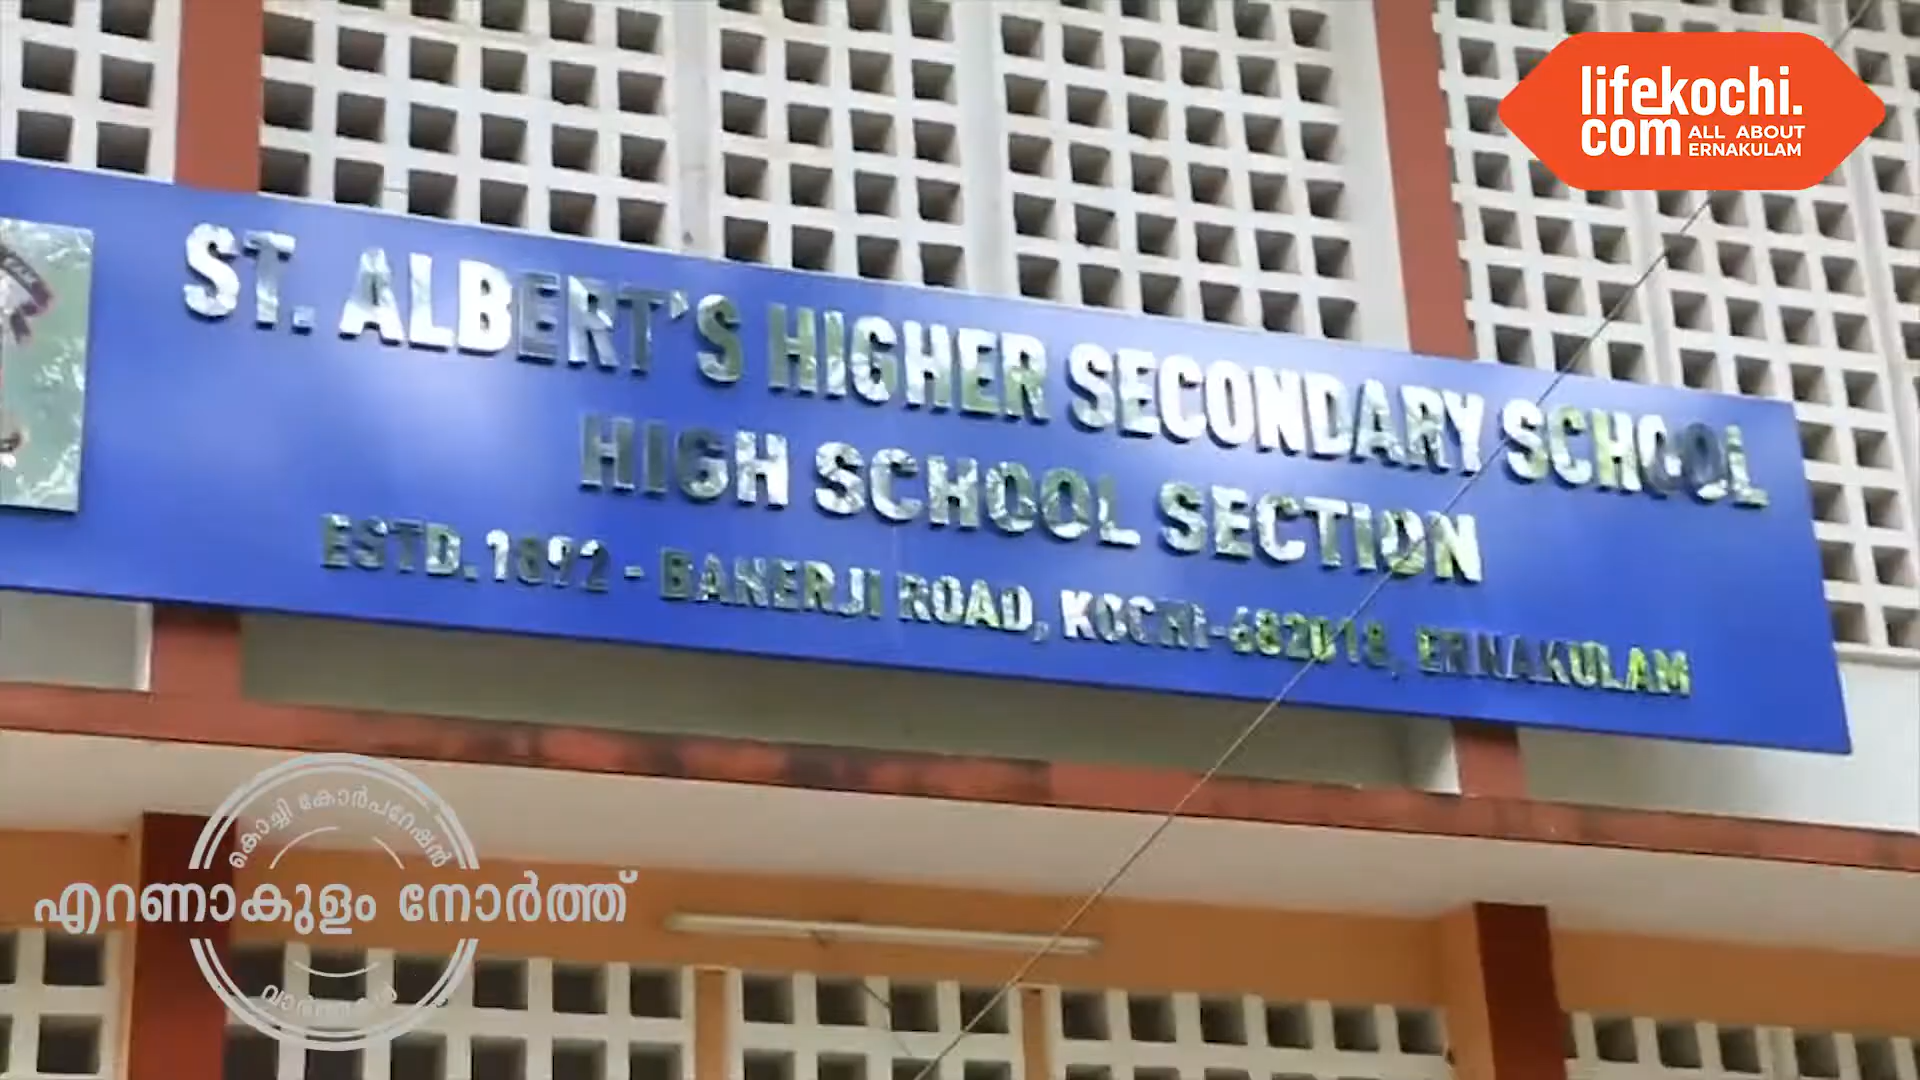 lifekochi.
com ALL ABOUT
ERNAKULAM
ST. ALBERT'S HIGHER SECONDARY SCHOOL
HIGH SCHOOL SECTION
ESTD.1892 - BANERJI ROAD, KOCHI-682018, ERNAKULAM
കൊച്ചി കോർപറേഷൻ
എറണാകുളം നോർത്ത്